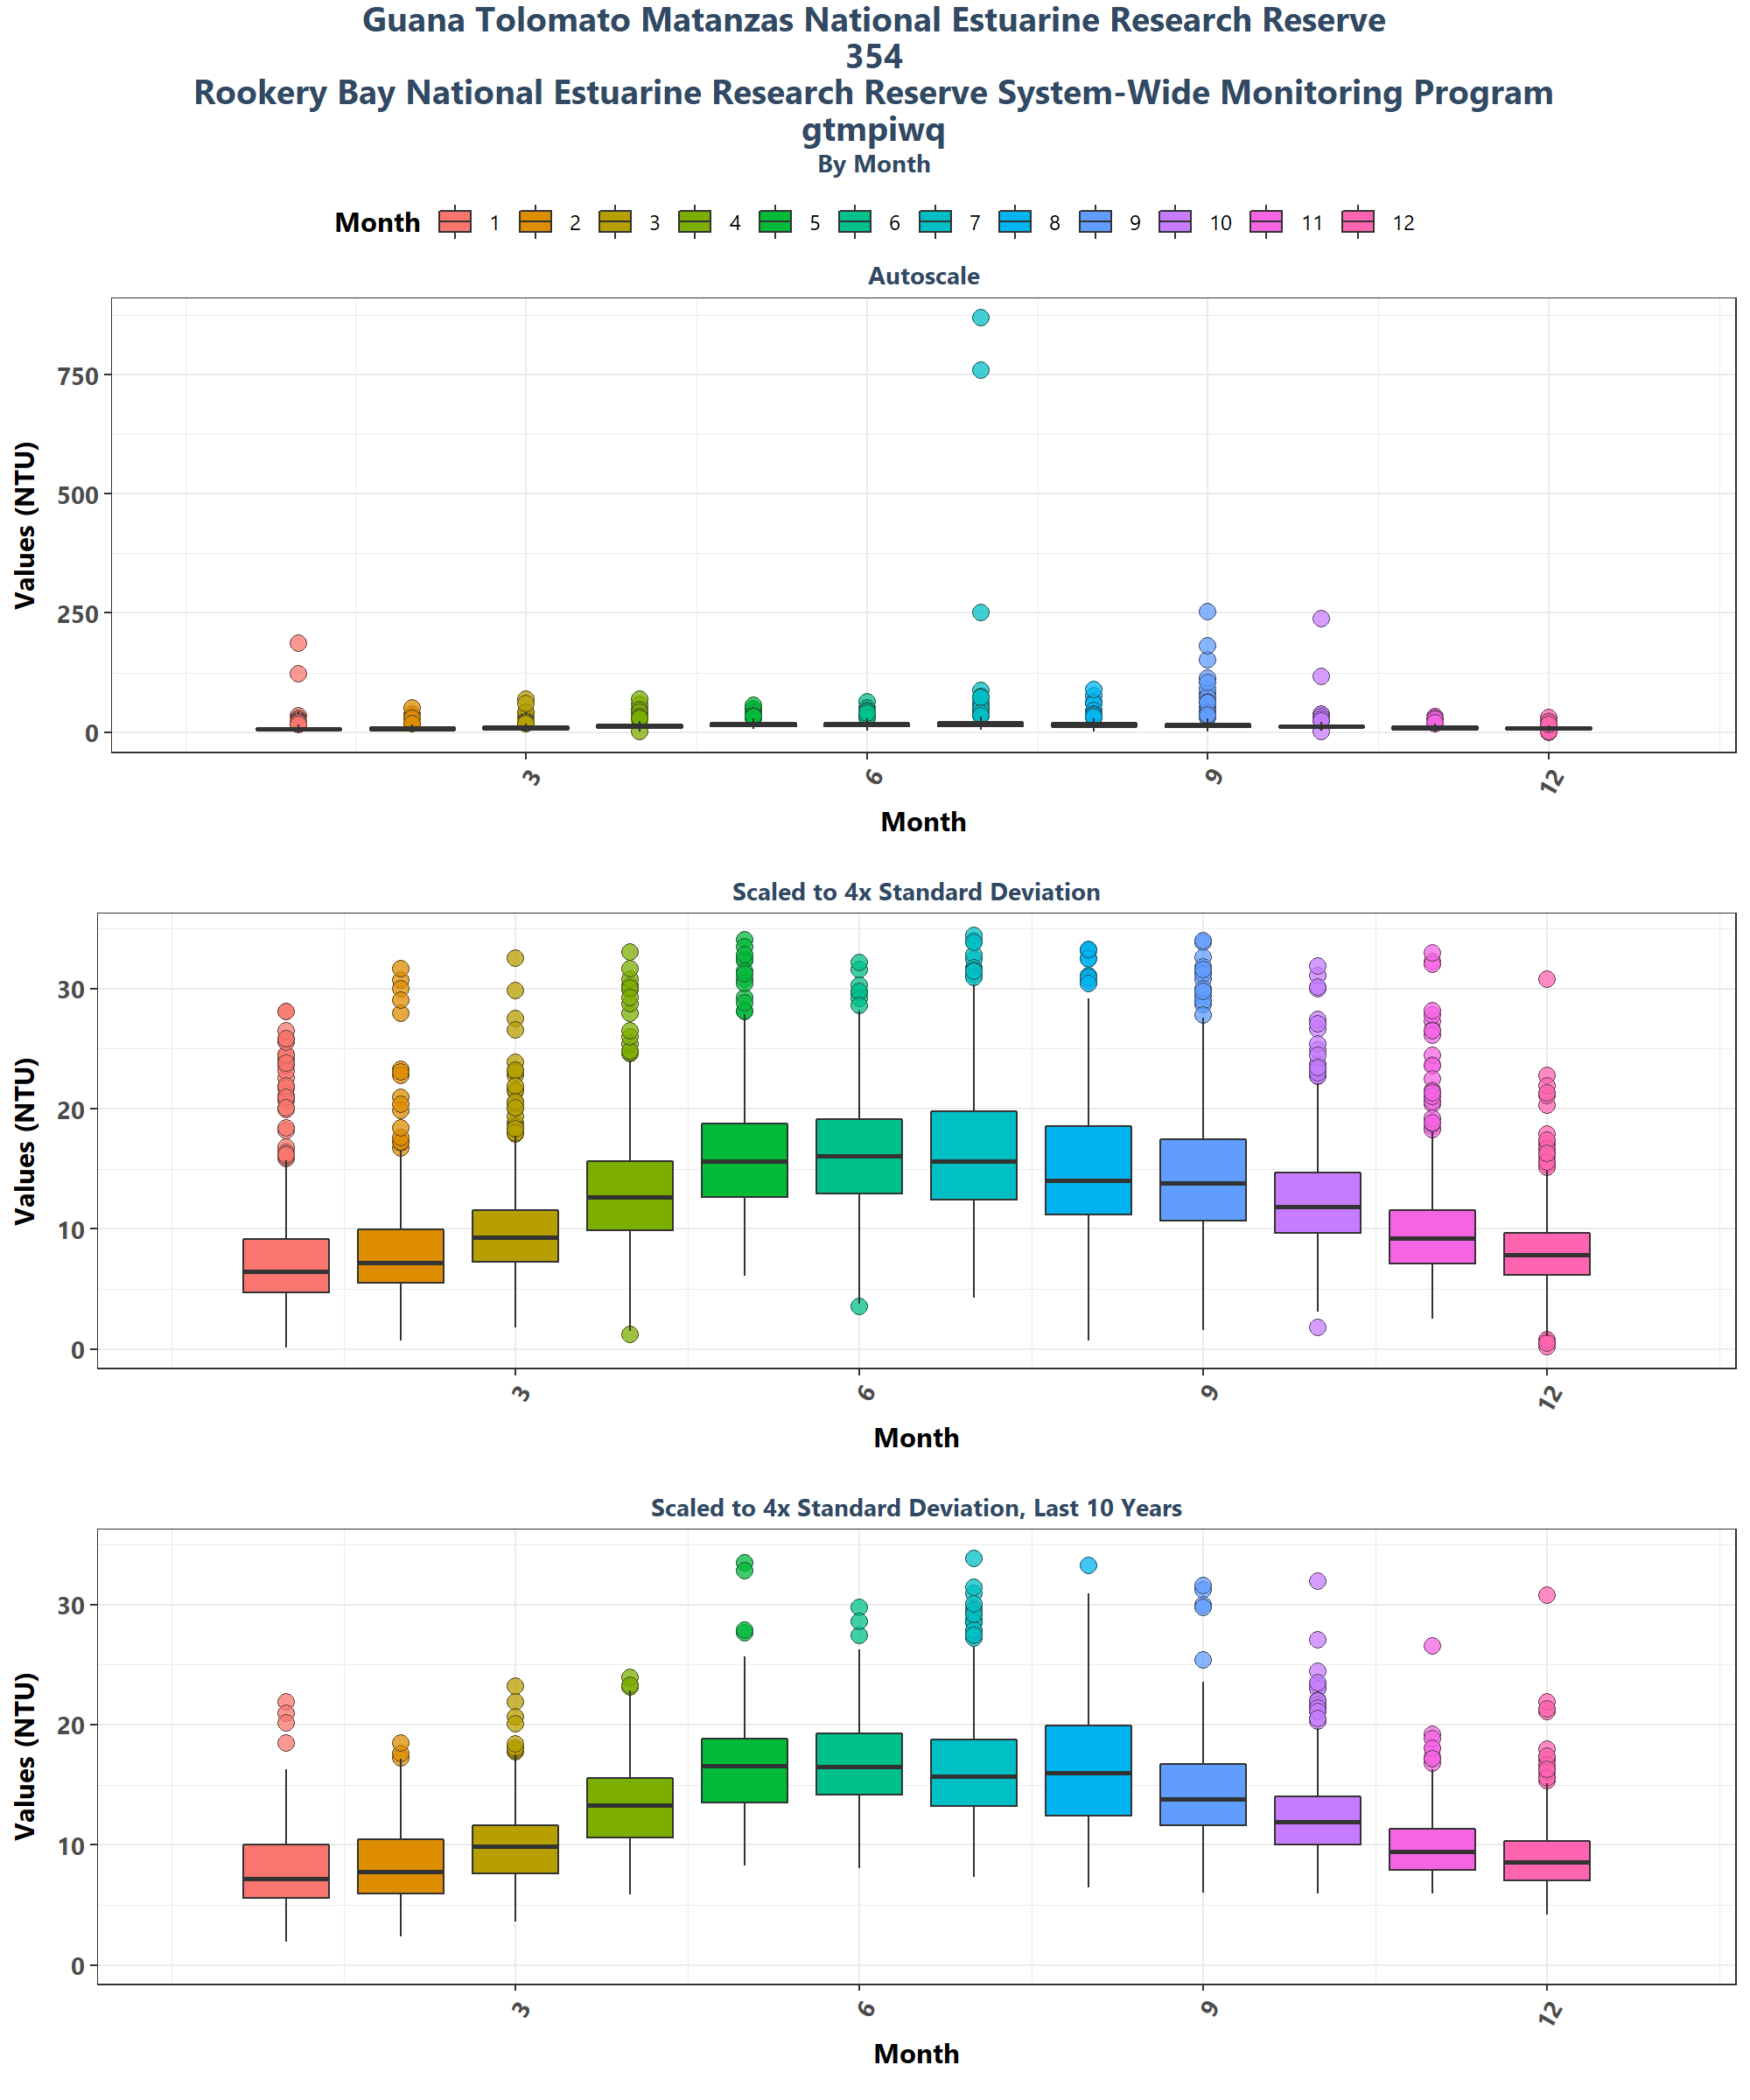 Guana Tolomato Matanzas National Estuarine Research Reserve
354
Rookery Bay National Estuarine Research Reserve System-Wide Monitoring Program
gtmpiwq
By Month
Month 1 2 3 4 5 6 7 8 9 10 11 12
Autoscale
Values (NTU)
750
500
250
0
3 6 9 12
Month
Scaled to 4x Standard Deviation
Values (NTU)
30
20
10
0
3 6 9 12
Month
Scaled to 4x Standard Deviation, Last 10 Years
Values (NTU)
30
20
10
0
3 6 9 12
Month